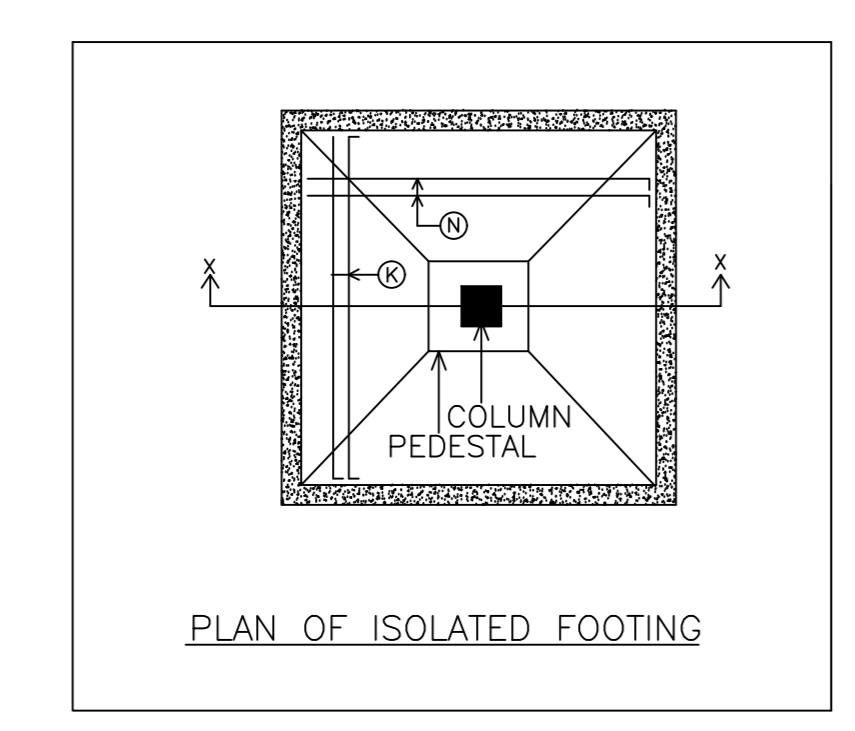 N
X
X
K
COLUMN
PEDESTAL
PLAN OF ISOLATED FOOTING